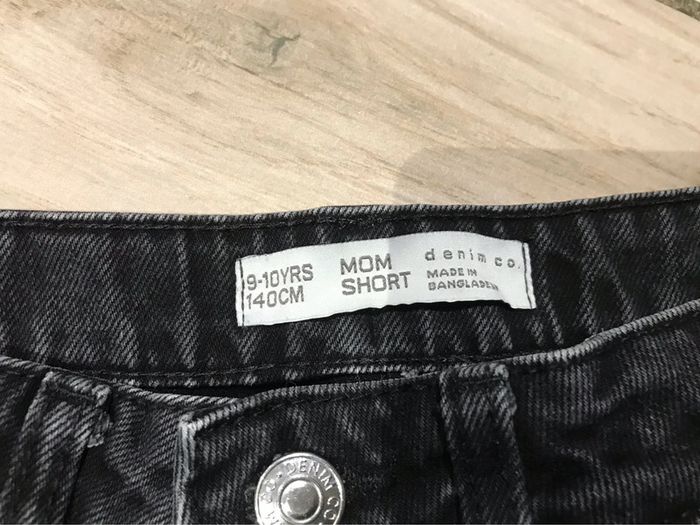 9-10YRS
140CM
MOM
SHORT
denim co.
MADE IN
BANGLADESH
DENIM CO